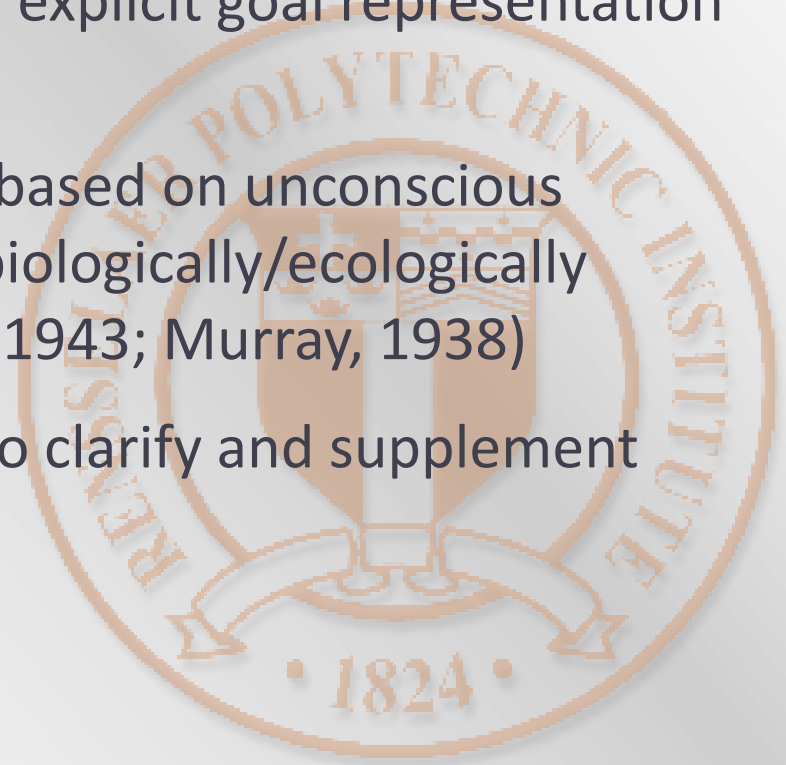 explicit goal representation
based on unconscious
biologically/ecologically
1943; Murray, 1938)
o clarify and supplement
RENSSELAER POLYTECHNIC INSTITUTE
• 1824 •